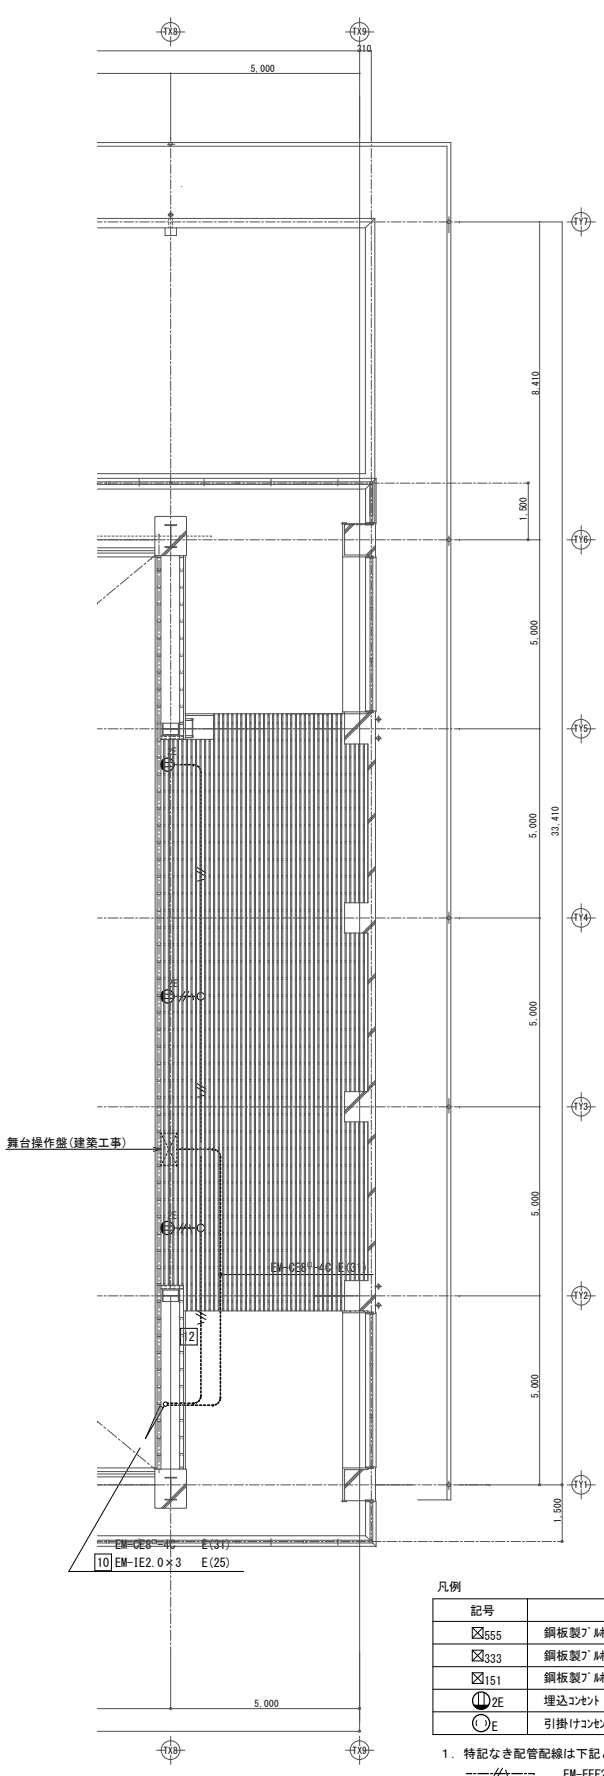 TX8
TX9
310
5,000
TY7
8,410
1,500
TY6
5,000
TY5
2E
5,000
33,410
TY4
2E
5,000
TY3
舞台操作盤(建築工事)
5,000
2E
EM-CE8□-4C E(31)
TY2
12
5,000
TY1
1,500
EM-CE8□-4C E(31)
10 EM-IE2.0×3 E(25)
凡例
記号
555 鋼板製プル
333 鋼板製プル
151 鋼板製プル
2E 埋込コンセント
E 引掛けコンセ
5,000
1. 特記なき配管配線は下記
TX8
TX9